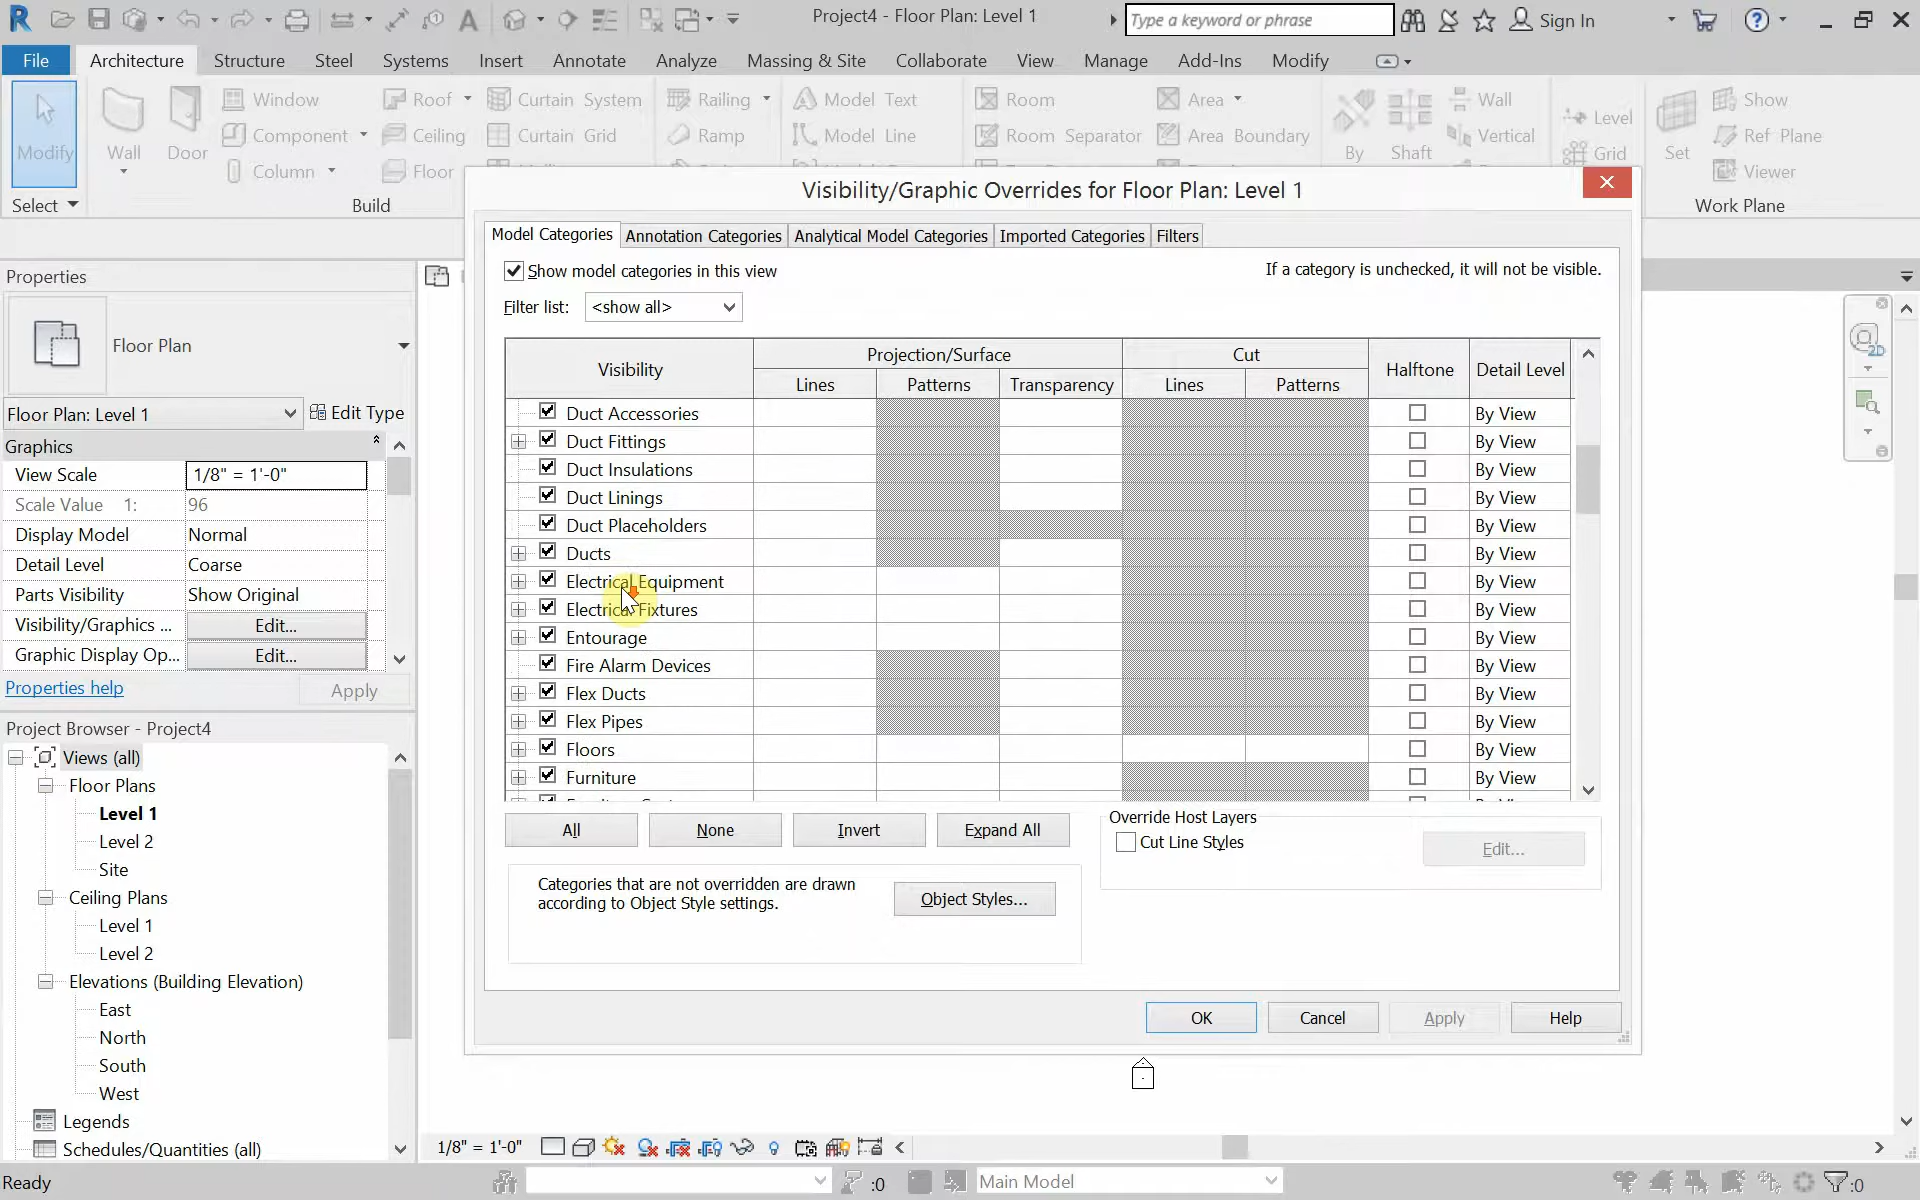 Project4 - Floor Plan: Level 1
Type a keyword or phrase
Sign In
File Architecture Structure Steel Systems Insert Annotate Analyze Massing & Site Collaborate View Manage Add-Ins Modify
Modify
Wall
Door
Window
Component
Column
Roof
Ceiling
Floor
Curtain System
Curtain Grid
Railing
Ramp
Model Text
Model Line
Room
Room Separator
Area
Area Boundary
By
Shaft
Wall
Vertical
Level
Grid
Set
Show
Ref Plane
Viewer
Select
Build
Work Plane
Properties
Floor Plan
Floor Plan: Level 1
Edit Type
Graphics
View Scale 1/8" = 1'-0"
Scale Value 1: 96
Display Model Normal
Detail Level Coarse
Parts Visibility Show Original
Visibility/Graphics ... Edit...
Graphic Display Op... Edit...
Properties help
Apply
Project Browser - Project4
Views (all)
Floor Plans
Level 1
Level 2
Site
Ceiling Plans
Level 1
Level 2
Elevations (Building Elevation)
East
North
South
West
Legends
Schedules/Quantities (all)
Visibility/Graphic Overrides for Floor Plan: Level 1
Model Categories Annotation Categories Analytical Model Categories Imported Categories Filters
Show model categories in this view
If a category is unchecked, it will not be visible.
Filter list: <show all>
Visibility Projection/Surface Cut Halftone Detail Level
Lines Patterns Transparency Lines Patterns
Duct Accessories By View
Duct Fittings By View
Duct Insulations By View
Duct Linings By View
Duct Placeholders By View
Ducts By View
Electrical Equipment By View
Electrical Fixtures By View
Entourage By View
Fire Alarm Devices By View
Flex Ducts By View
Flex Pipes By View
Floors By View
Furniture By View
All None Invert Expand All
Override Host Layers
Cut Line Styles
Edit...
Categories that are not overridden are drawn
according to Object Style settings.
Object Styles...
OK Cancel Apply Help
1/8" = 1'-0"
Ready
:0
Main Model
:0
2D